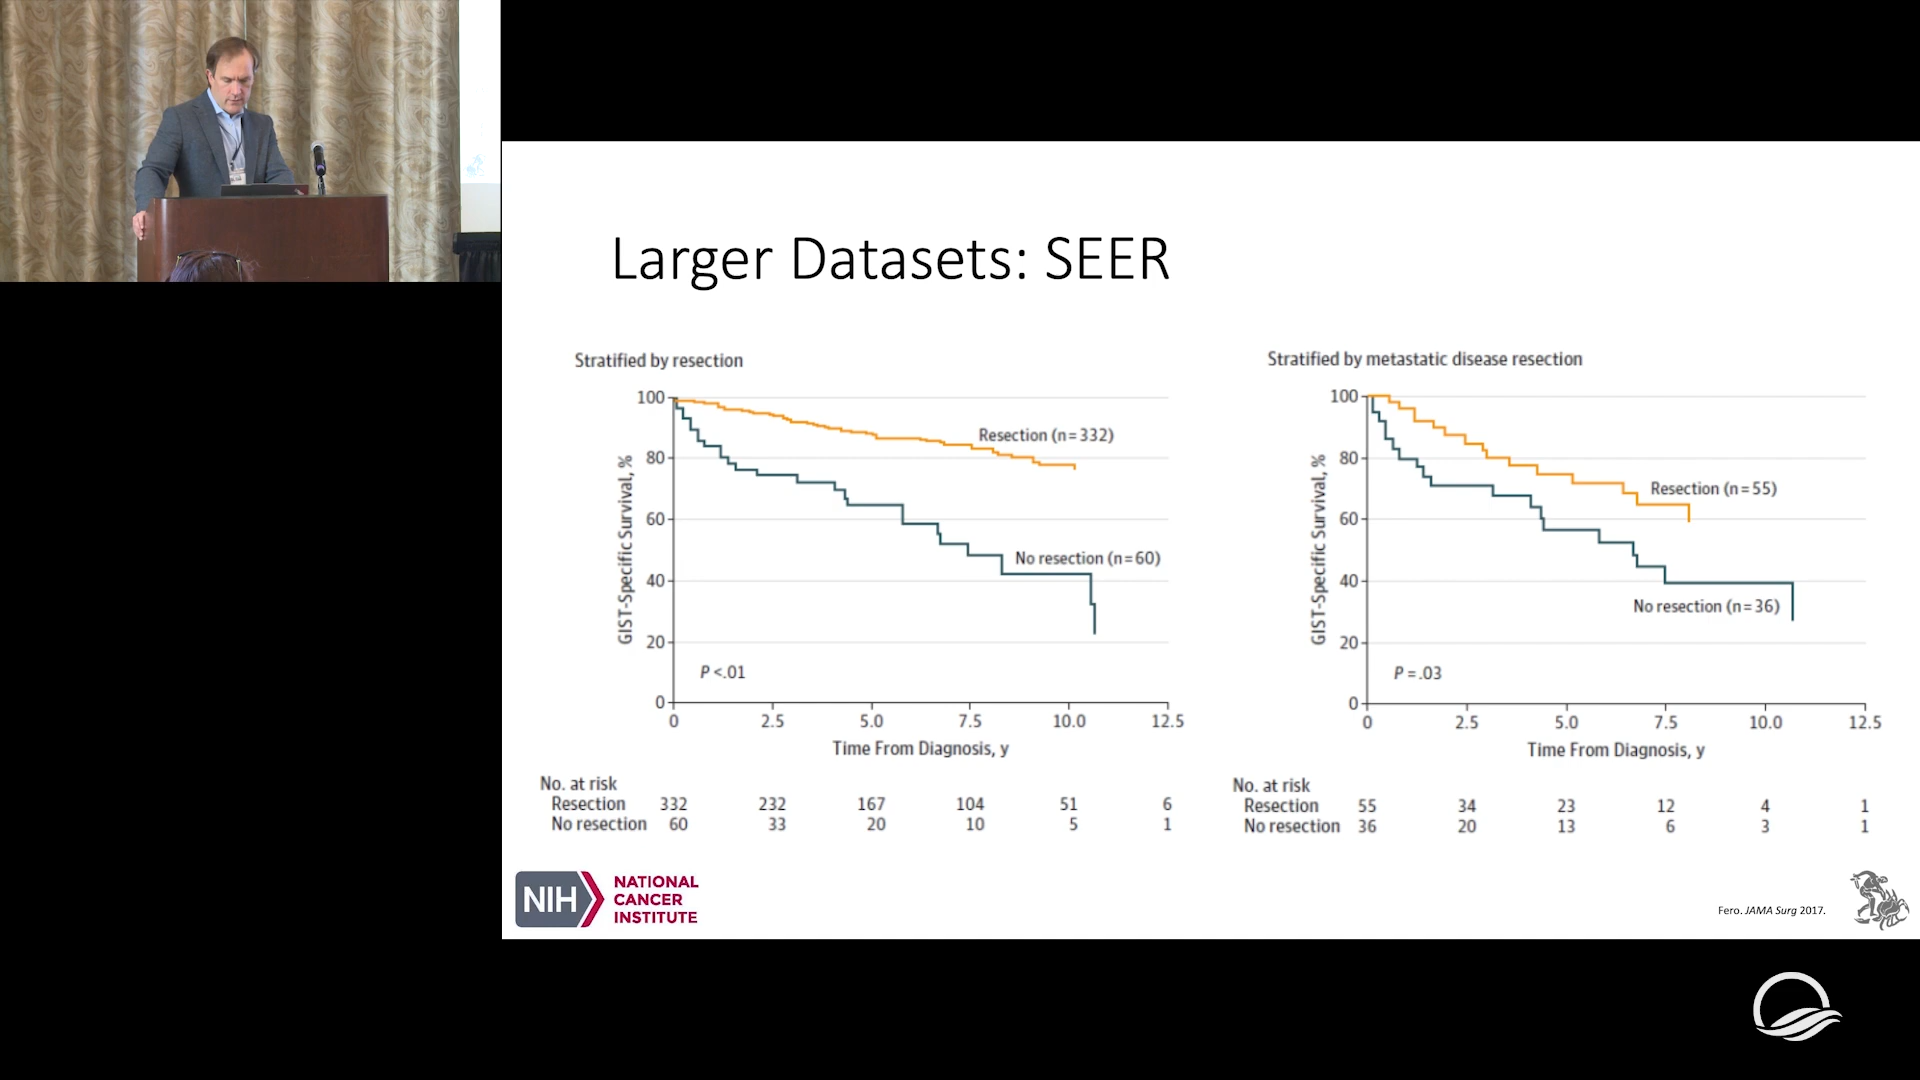 Larger Datasets: SEER
Stratified by resection
GIST-Specific Survival, %
100
80
60
40
20
0
Resection (n=332)
No resection (n=60)
P <.01
0 2.5 5.0 7.5 10.0 12.5
Time From Diagnosis, y
No. at risk
Resection 332 232 167 104 51 6
No resection 60 33 20 10 5 1
Stratified by metastatic disease resection
GIST-Specific Survival, %
100
80
60
40
20
0
Resection (n=55)
No resection (n=36)
P = .03
0 2.5 5.0 7.5 10.0 12.5
Time From Diagnosis, y
No. at risk
Resection 55 34 23 12 4 1
No resection 36 20 13 6 3 1
NIH
NATIONAL
CANCER
INSTITUTE
Fero. JAMA Surg 2017.